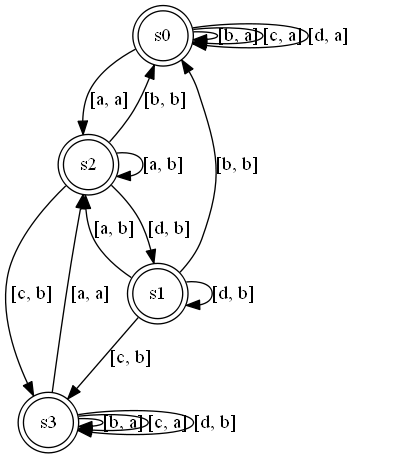 s0
[b, a] [c, a] [d, a]
[a, a] [b, b]
s2
[a, b]
[b, b]
[a, b] [d, b]
s1
[d, b]
[c, b] [a, a]
[c, b]
s3
[b, a] [c, a] [d, b]